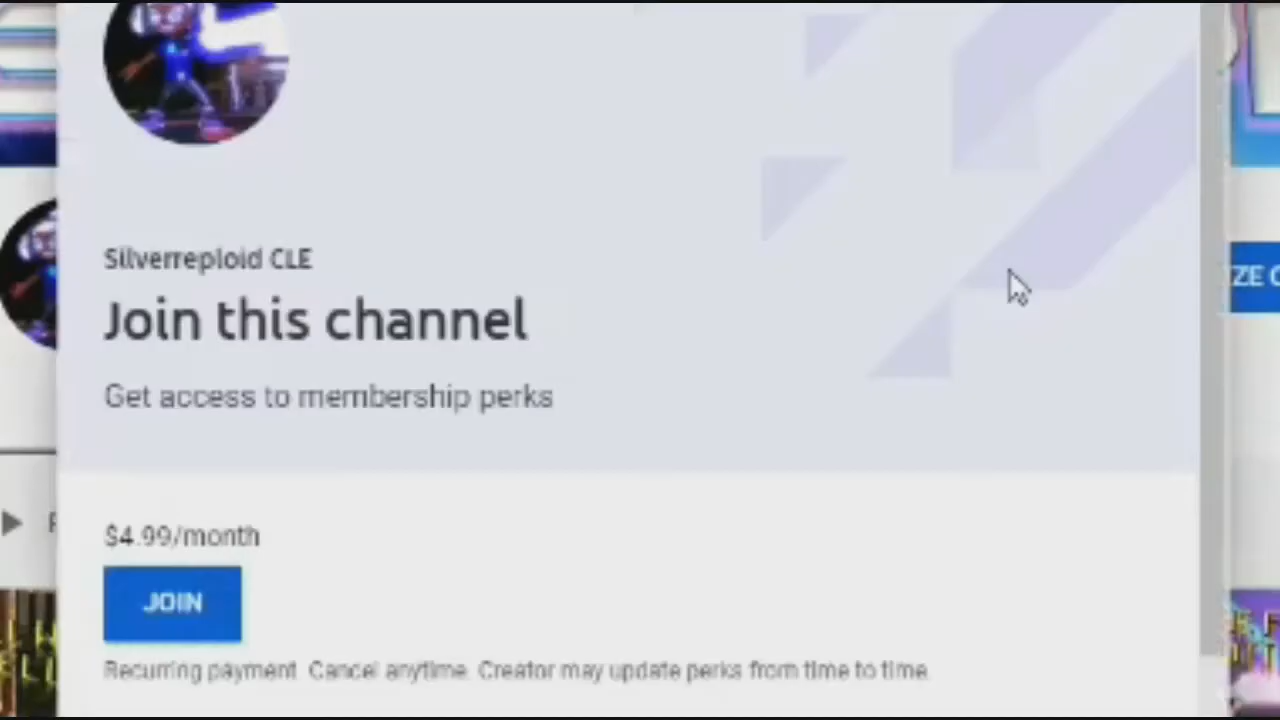 Silverreploid CLE
Join this channel
Get access to membership perks
ZE C
$4.99/month
JOIN
Recurring payment. Cancel anytime. Creator may update perks from time to time.